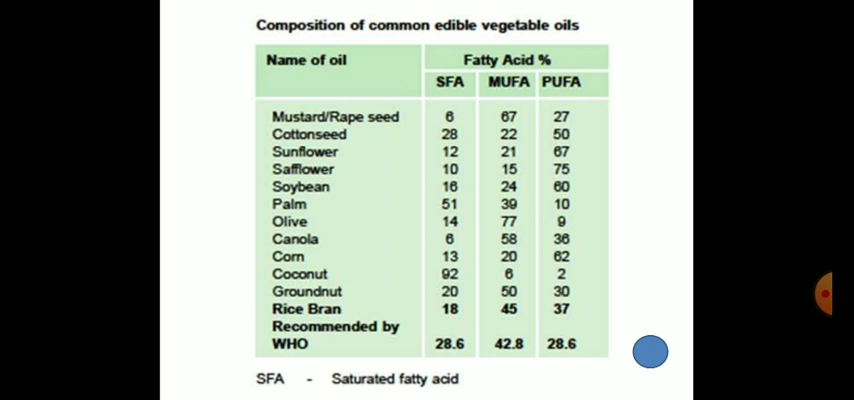 Composition of common edible vegetable oils
Name of oil Fatty Acid %
SFA MUFA PUFA
Mustard/Rape seed 6 67 27
Cottonseed 28 22 50
Sunflower 12 21 67
Safflower 10 15 75
Soybean 16 24 60
Palm 51 39 10
Olive 14 77 9
Canola 6 58 36
Corn 13 20 62
Coconut 92 6 2
Groundnut 20 50 30
Rice Bran 18 45 37
Recommended by
WHO 28.6 42.8 28.6
SFA - Saturated fatty acid